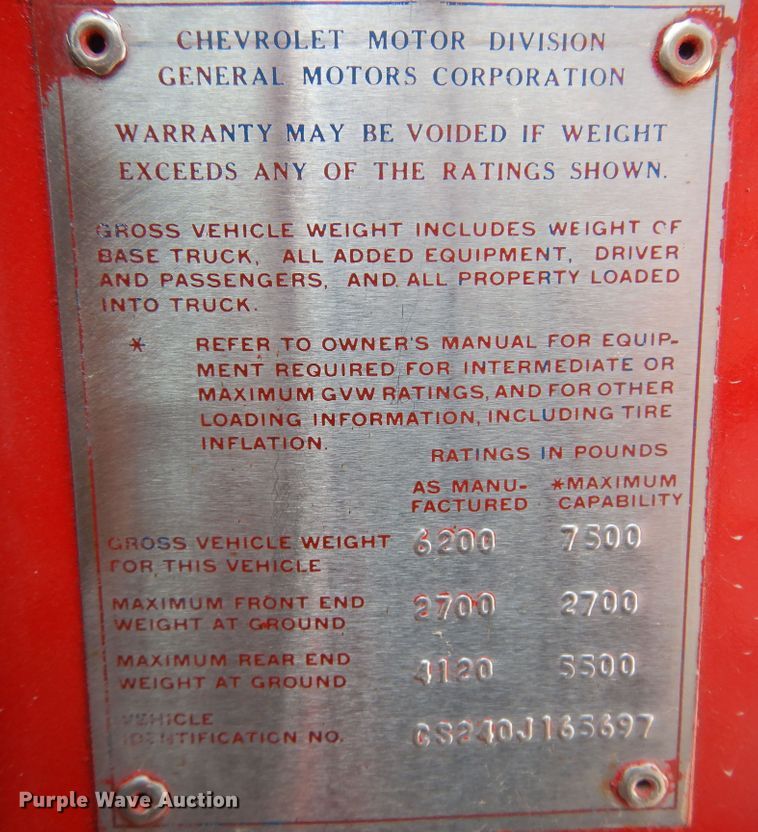 CHEVROLET MOTOR DIVISION
GENERAL MOTORS CORPORATION
WARRANTY MAY BE VOIDED IF WEIGHT
EXCEEDS ANY OF THE RATINGS SHOWN.
GROSS VEHICLE WEIGHT INCLUDES WEIGHT OF
BASE TRUCK, ALL ADDED EQUIPMENT, DRIVER
AND PASSENGERS, AND ALL PROPERTY LOADED
INTO TRUCK.
* REFER TO OWNER'S MANUAL FOR EQUIP-
MENT REQUIRED FOR INTERMEDIATE OR
MAXIMUM GVW RATINGS, AND FOR OTHER
LOADING INFORMATION, INCLUDING TIRE
INFLATION.
RATINGS IN POUNDS
AS MANU- *MAXIMUM
FACTURED CAPABILITY
GROSS VEHICLE WEIGHT 6200 7500
FOR THIS VEHICLE
MAXIMUM FRONT END 2700 2700
WEIGHT AT GROUND
MAXIMUM REAR END 4120 5500
WEIGHT AT GROUND
VEHICLE
IDENTIFICATION NO. CS240J165697
Purple Wave Auction